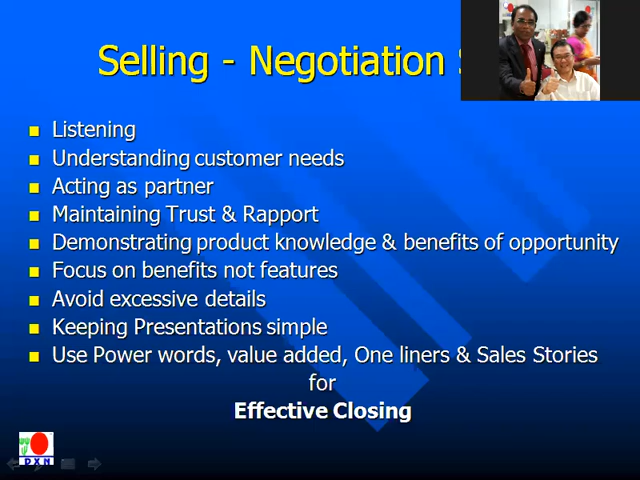 Selling - Negotiation
Listening
Understanding customer needs
Acting as partner
Maintaining Trust & Rapport
Demonstrating product knowledge & benefits of opportunity
Focus on benefits not features
Avoid excessive details
Keeping Presentations simple
Use Power words, value added, One liners & Sales Stories
for
Effective Closing
DXN